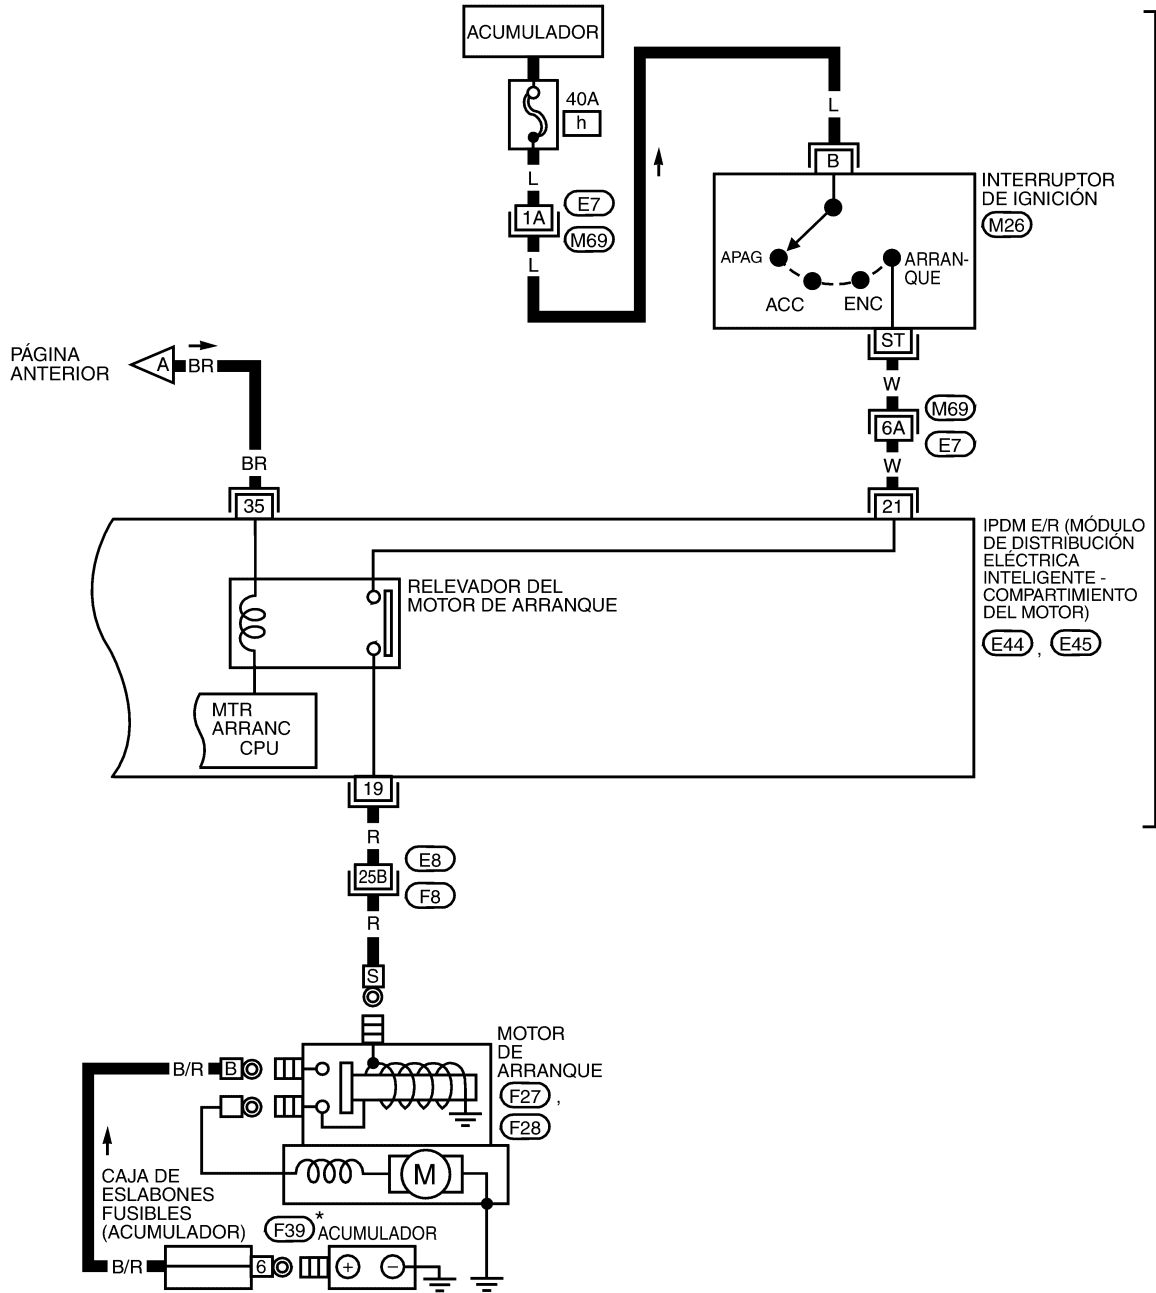 ACUMULADOR
40A
h
L
1A
E7
M69
L
L
B
INTERRUPTOR
DE IGNICIÓN
M26
APAG
ACC
ENC
ARRAN-
QUE
ST
W
6A
M69
E7
W
21
PÁGINA
ANTERIOR
A
BR
BR
35
IPDM E/R (MÓDULO
DE DISTRIBUCIÓN
ELÉCTRICA
INTELIGENTE -
COMPARTIMIENTO
DEL MOTOR)
E44 , E45
RELEVADOR DEL
MOTOR DE ARRANQUE
MTR
ARRANC
CPU
19
R
25B
E8
F8
R
S
MOTOR
DE
ARRANQUE
F27 ,
F28
B/R
B
M
CAJA DE
ESLABONES
FUSIBLES
(ACUMULADOR)
F39 *
ACUMULADOR
B/R
6
+ −